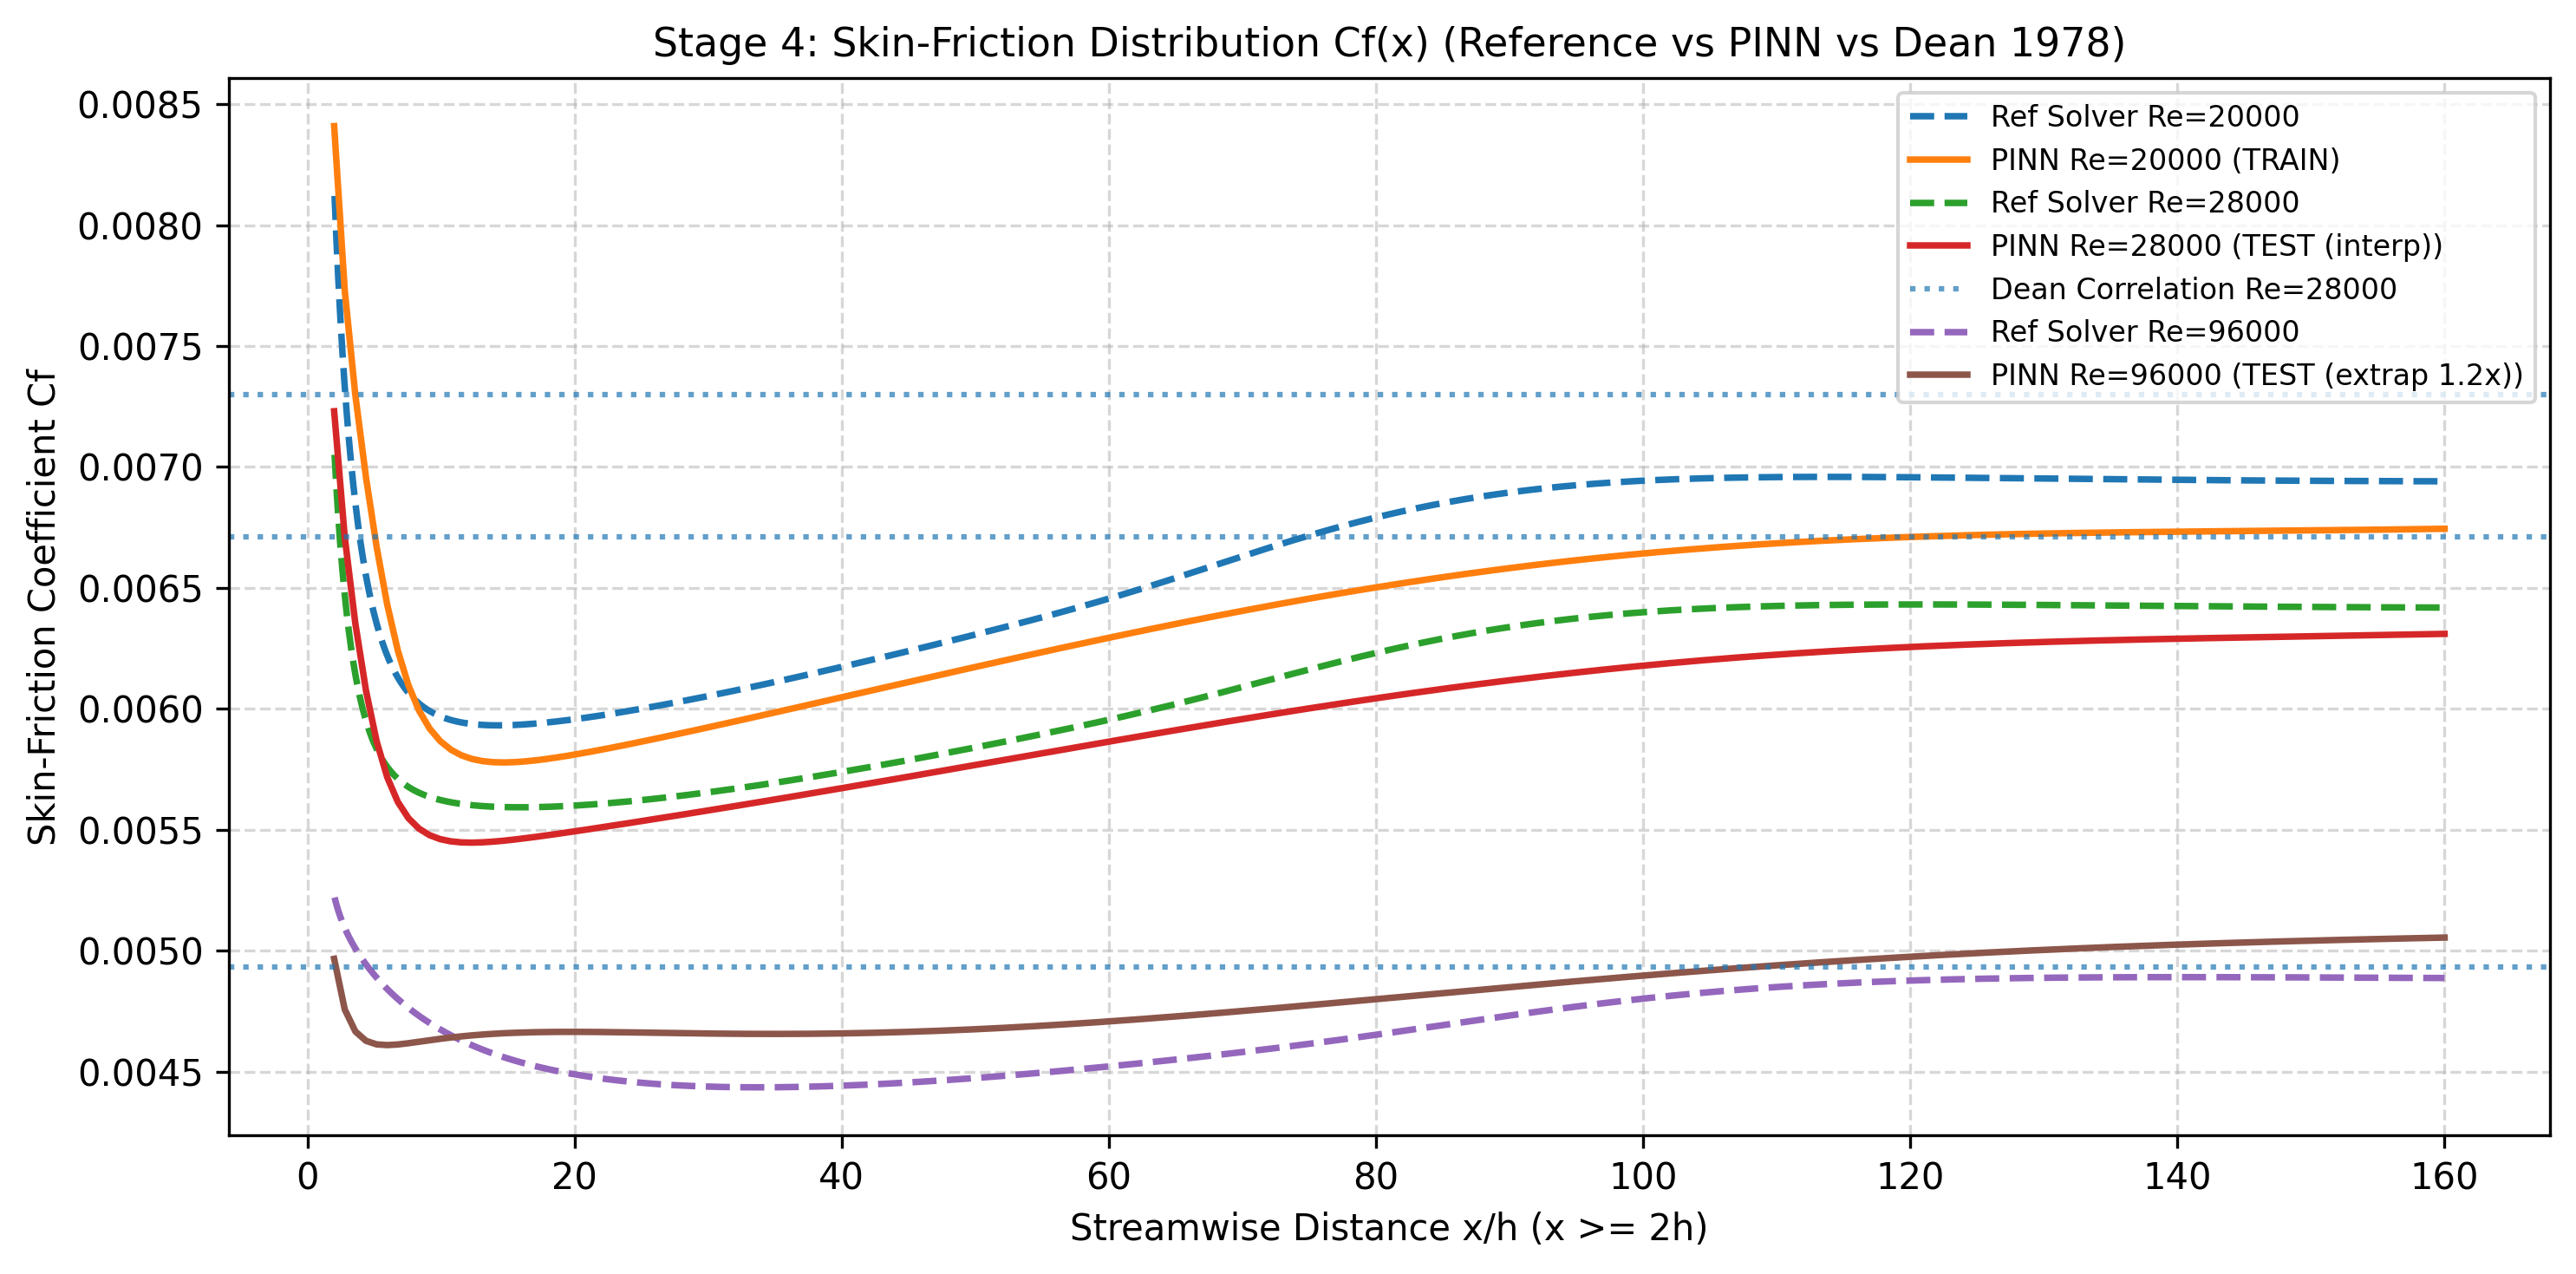 Stage 4: Skin-Friction Distribution Cf(x) (Reference vs PINN vs Dean 1978)
Skin-Friction Coefficient Cf
0.0085
0.0080
0.0075
0.0070
0.0065
0.0060
0.0055
0.0050
0.0045
Ref Solver Re=20000
PINN Re=20000 (TRAIN)
Ref Solver Re=28000
PINN Re=28000 (TEST (interp))
Dean Correlation Re=28000
Ref Solver Re=96000
PINN Re=96000 (TEST (extrap 1.2x))
0 20 40 60 80 100 120 140 160
Streamwise Distance x/h (x >= 2h)